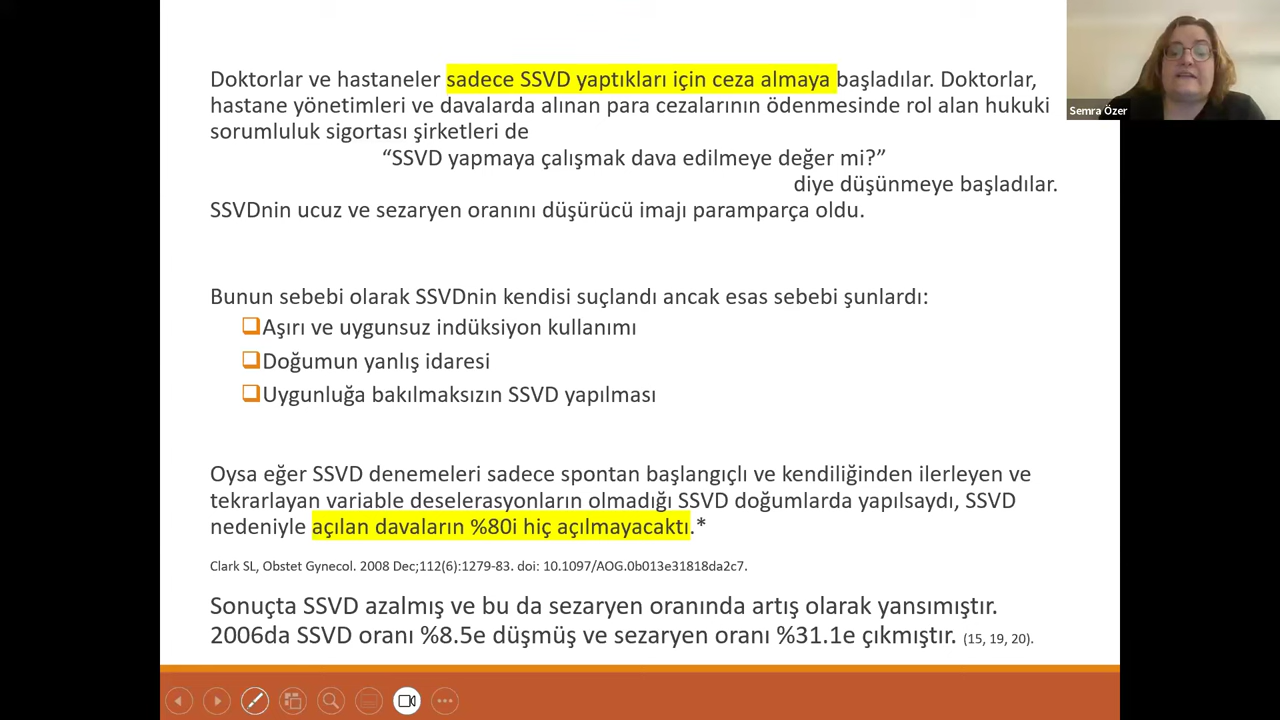 Doktorlar ve hastaneler sadece SSVD yaptıkları için ceza almaya başladılar. Doktorlar,
hastane yönetimleri ve davalarda alınan para cezalarının ödenmesinde rol alan hukuki
sorumluluk sigortası şirketleri de
“SSVD yapmaya çalışmak dava edilmeye değer mi?”
diye düşünmeye başladılar.
SSVDnin ucuz ve sezaryen oranını düşürücü imajı paramparça oldu.
Bunun sebebi olarak SSVDnin kendisi suçlandı ancak esas sebebi şunlardı:
Aşırı ve uygunsuz indüksiyon kullanımı
Doğumun yanlış idaresi
Uygunluğa bakılmaksızın SSVD yapılması
Oysa eğer SSVD denemeleri sadece spontan başlangıçlı ve kendiliğinden ilerleyen ve
tekrarlayan variable deselerasyonların olmadığı SSVD doğumlarda yapılsaydı, SSVD
nedeniyle açılan davaların %80i hiç açılmayacaktı.*
Clark SL, Obstet Gynecol. 2008 Dec;112(6):1279-83. doi: 10.1097/AOG.0b013e31818da2c7.
Sonuçta SSVD azalmış ve bu da sezaryen oranında artış olarak yansımıştır.
2006da SSVD oranı %8.5e düşmüş ve sezaryen oranı %31.1e çıkmıştır. (15, 19, 20).
Semra Özer